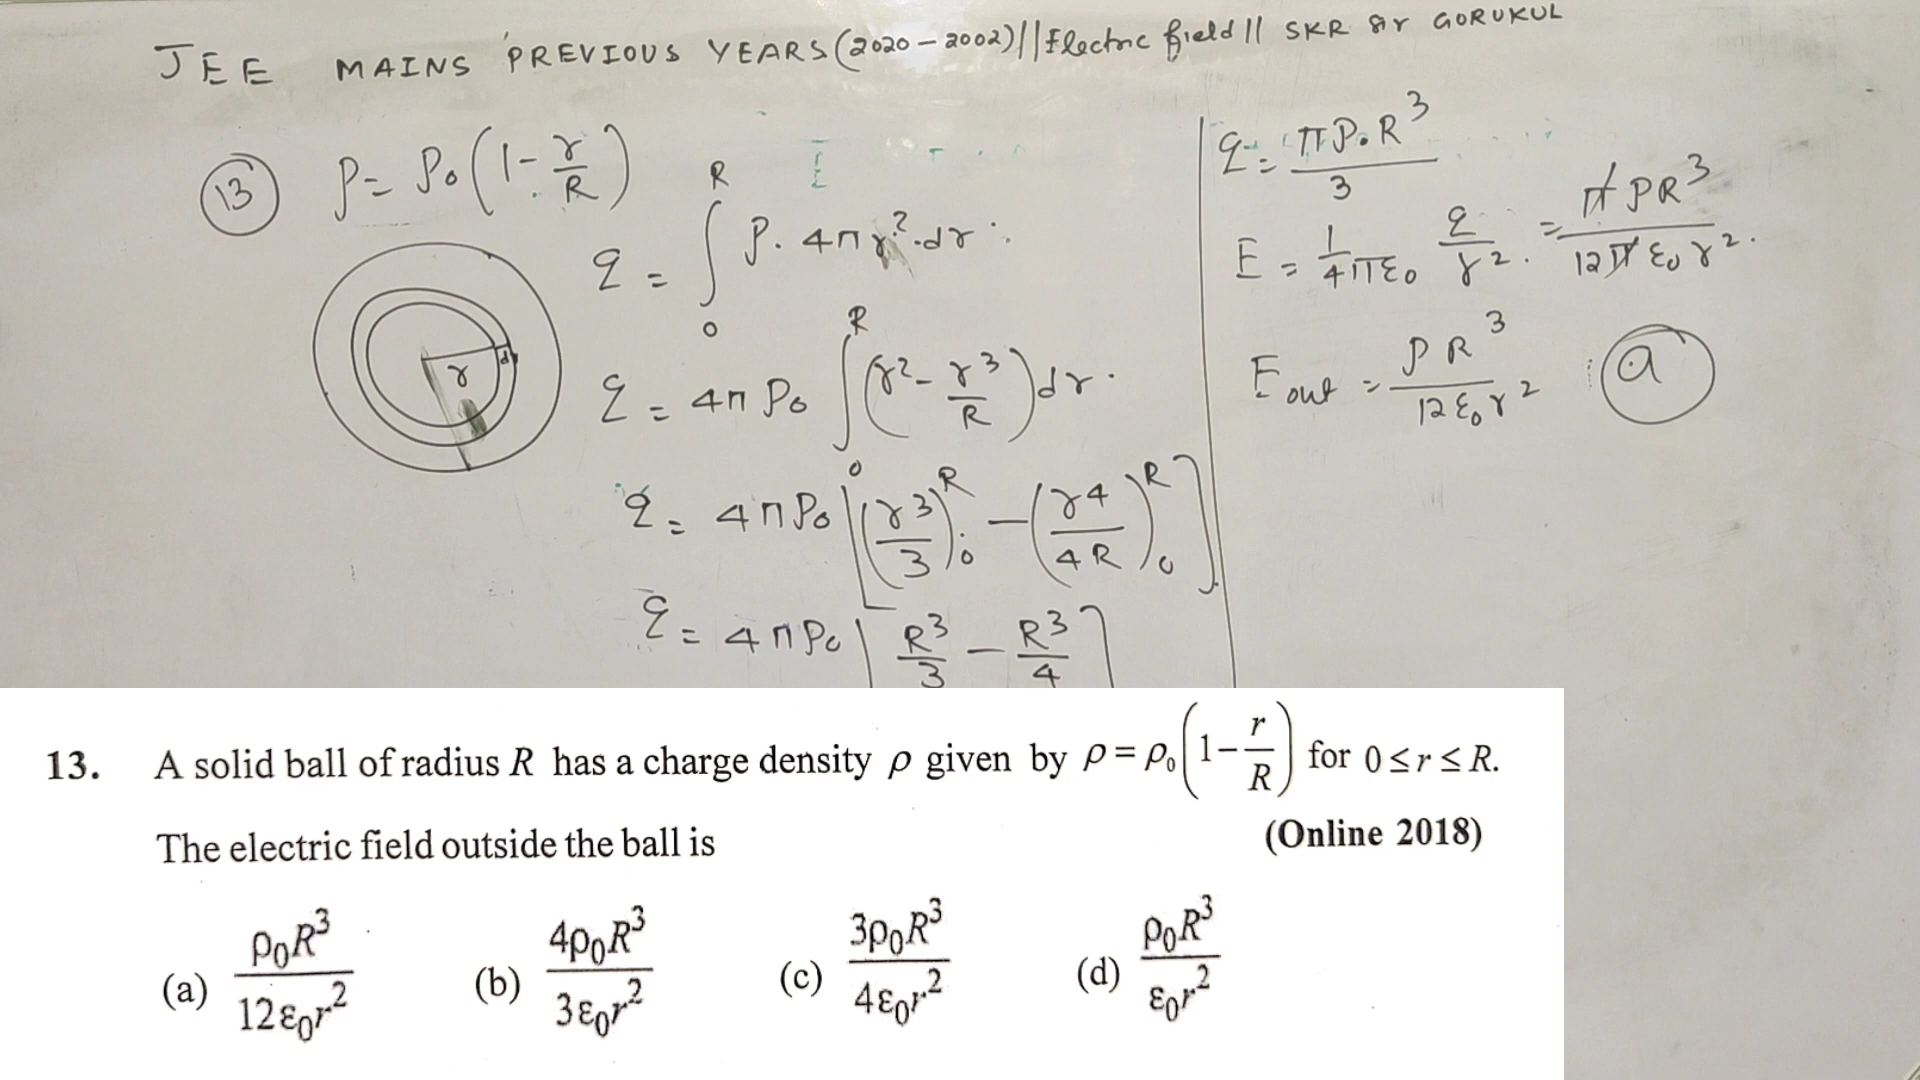 JEE MAINS PREVIOUS YEARS (2020-2002) || Electric field || SKR Sir GORUKUL
(13) ρ = ρ₀(1 - r/R)
q = ∫₀ᴿ ρ. 4πr².dr
q = 4πρ₀ ∫₀ᴿ (r² - r³/R) dr.
q = 4πρ₀ [(r³/3)₀ᴿ - (r⁴/4R)₀ᴿ]
q = 4πρ₀ [R³/3 - R³/4]
r
dr
q = πρ₀R³/3
E = 1/4πε₀ q/r². = πρR³/12πε₀r².
E out = ρR³/12ε₀r² (a)
13. A solid ball of radius R has a charge density ρ given by ρ = ρ₀(1 - r/R) for 0 ≤ r ≤ R.
The electric field outside the ball is (Online 2018)
(a) ρ₀R³/12ε₀r² (b) 4ρ₀R³/3ε₀r² (c) 3ρ₀R³/4ε₀r² (d) ρ₀R³/ε₀r²